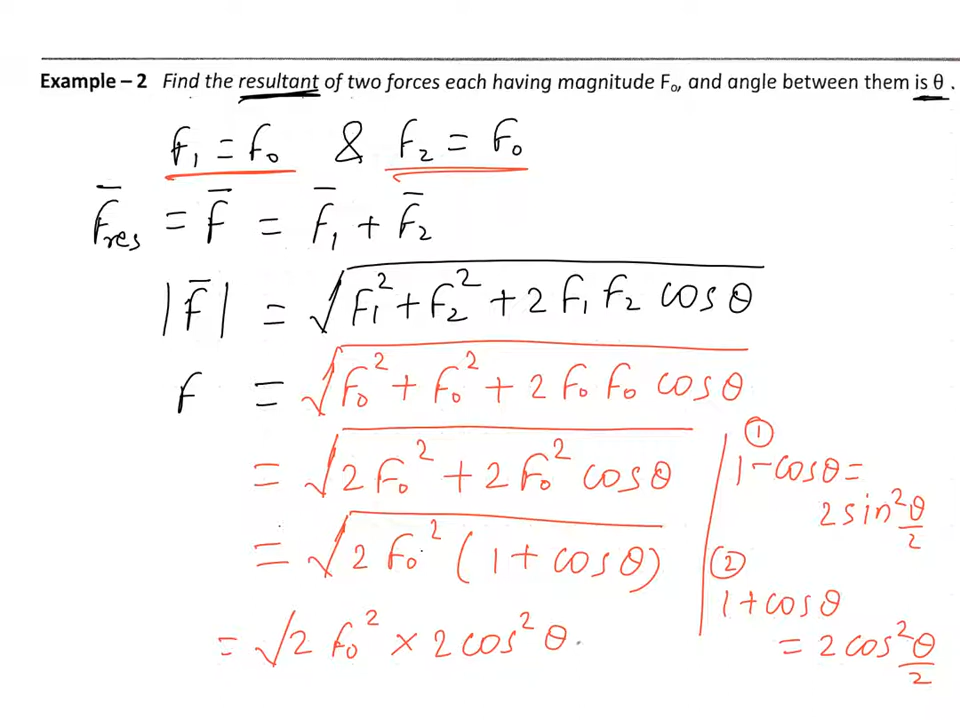 Example – 2 Find the resultant of two forces each having magnitude F₀, and angle between them is θ .
F₁ = F₀ & F₂ = F₀
F̄res = F̄ = F̄₁ + F̄₂
|F̄| = √(F₁² + F₂² + 2 F₁ F₂ cos θ)
F = √(F₀² + F₀² + 2 F₀ F₀ cos θ)
= √(2 F₀² + 2 F₀² cos θ)
= √(2 F₀² (1 + cos θ))
= √2 F₀² × 2 cos² θ
①
1 - cos θ =
2 sin² θ/2
②
1 + cos θ
= 2 cos² θ/2